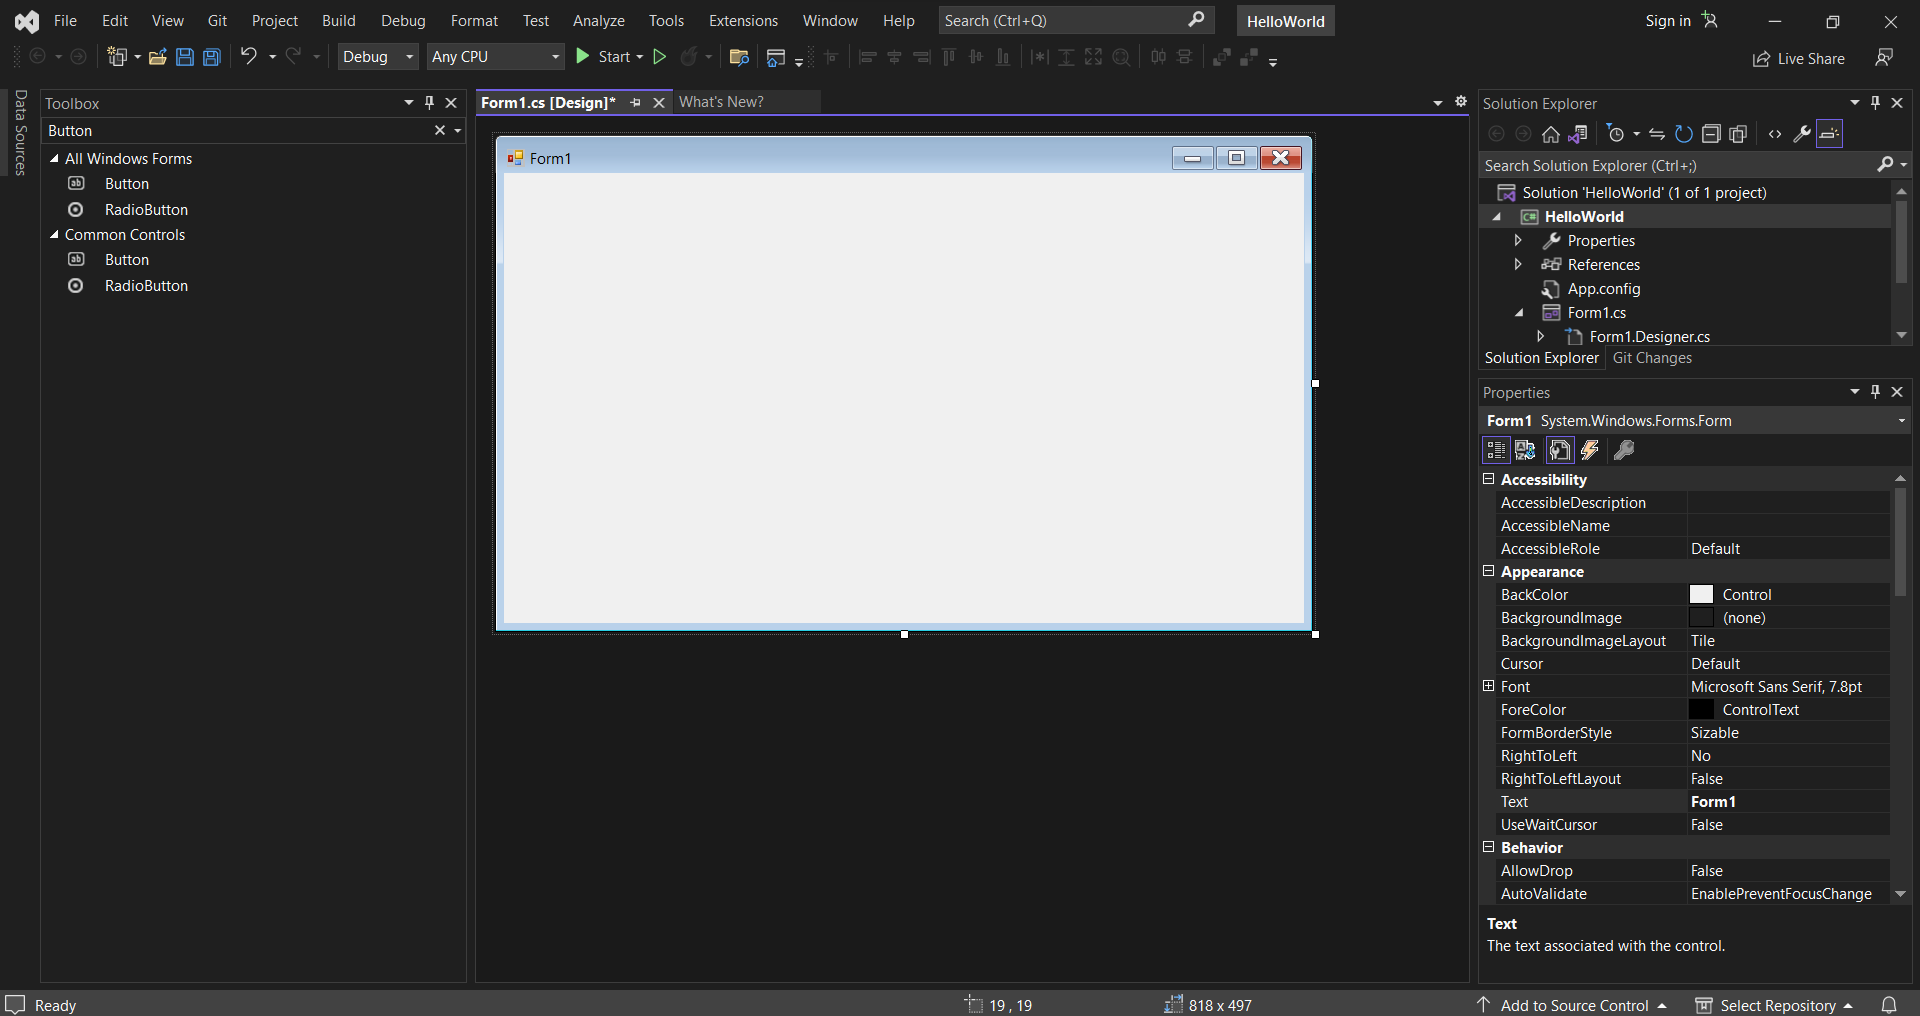 File Edit View Git Project Build Debug Format Test Analyze Tools Extensions Window Help Search (Ctrl+Q) HelloWorld Sign in
Debug Any CPU Start Live Share
Data Sources
Toolbox
Button
All Windows Forms
Button
RadioButton
Common Controls
Button
RadioButton
Form1.cs [Design]* What's New?
Form1
Solution Explorer
Search Solution Explorer (Ctrl+;)
Solution 'HelloWorld' (1 of 1 project)
HelloWorld
Properties
References
App.config
Form1.cs
Form1.Designer.cs
Solution Explorer Git Changes
Properties
Form1 System.Windows.Forms.Form
Accessibility
AccessibleDescription
AccessibleName
AccessibleRole Default
Appearance
BackColor Control
BackgroundImage (none)
BackgroundImageLayout Tile
Cursor Default
Font Microsoft Sans Serif, 7.8pt
ForeColor ControlText
FormBorderStyle Sizable
RightToLeft No
RightToLeftLayout False
Text Form1
UseWaitCursor False
Behavior
AllowDrop False
AutoValidate EnablePreventFocusChange
Text
The text associated with the control.
Ready 19 , 19 818 x 497 Add to Source Control Select Repository